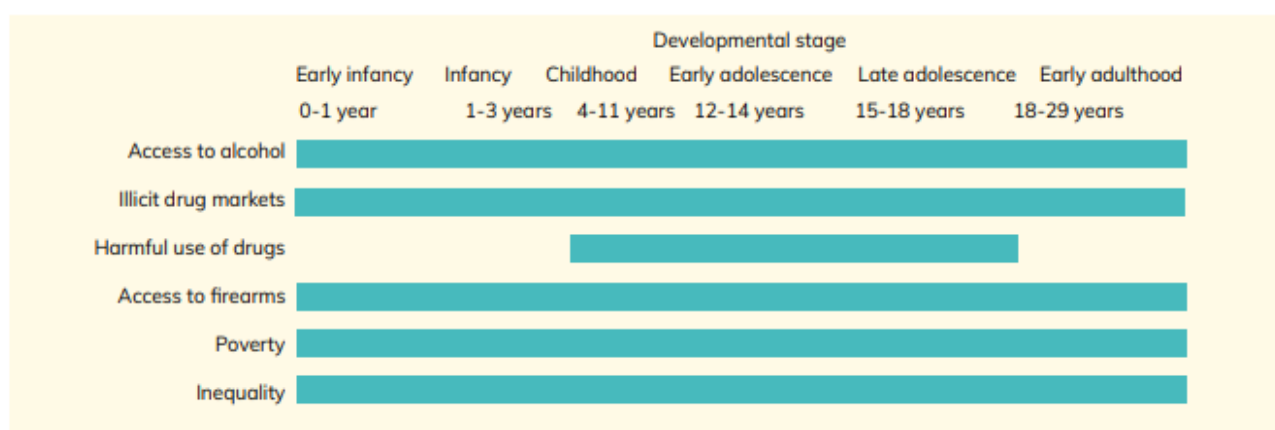 Developmental stage
Early infancy Infancy Childhood Early adolescence Late adolescence Early adulthood
0-1 year 1-3 years 4-11 years 12-14 years 15-18 years 18-29 years
Access to alcohol
Illicit drug markets
Harmful use of drugs
Access to firearms
Poverty
Inequality